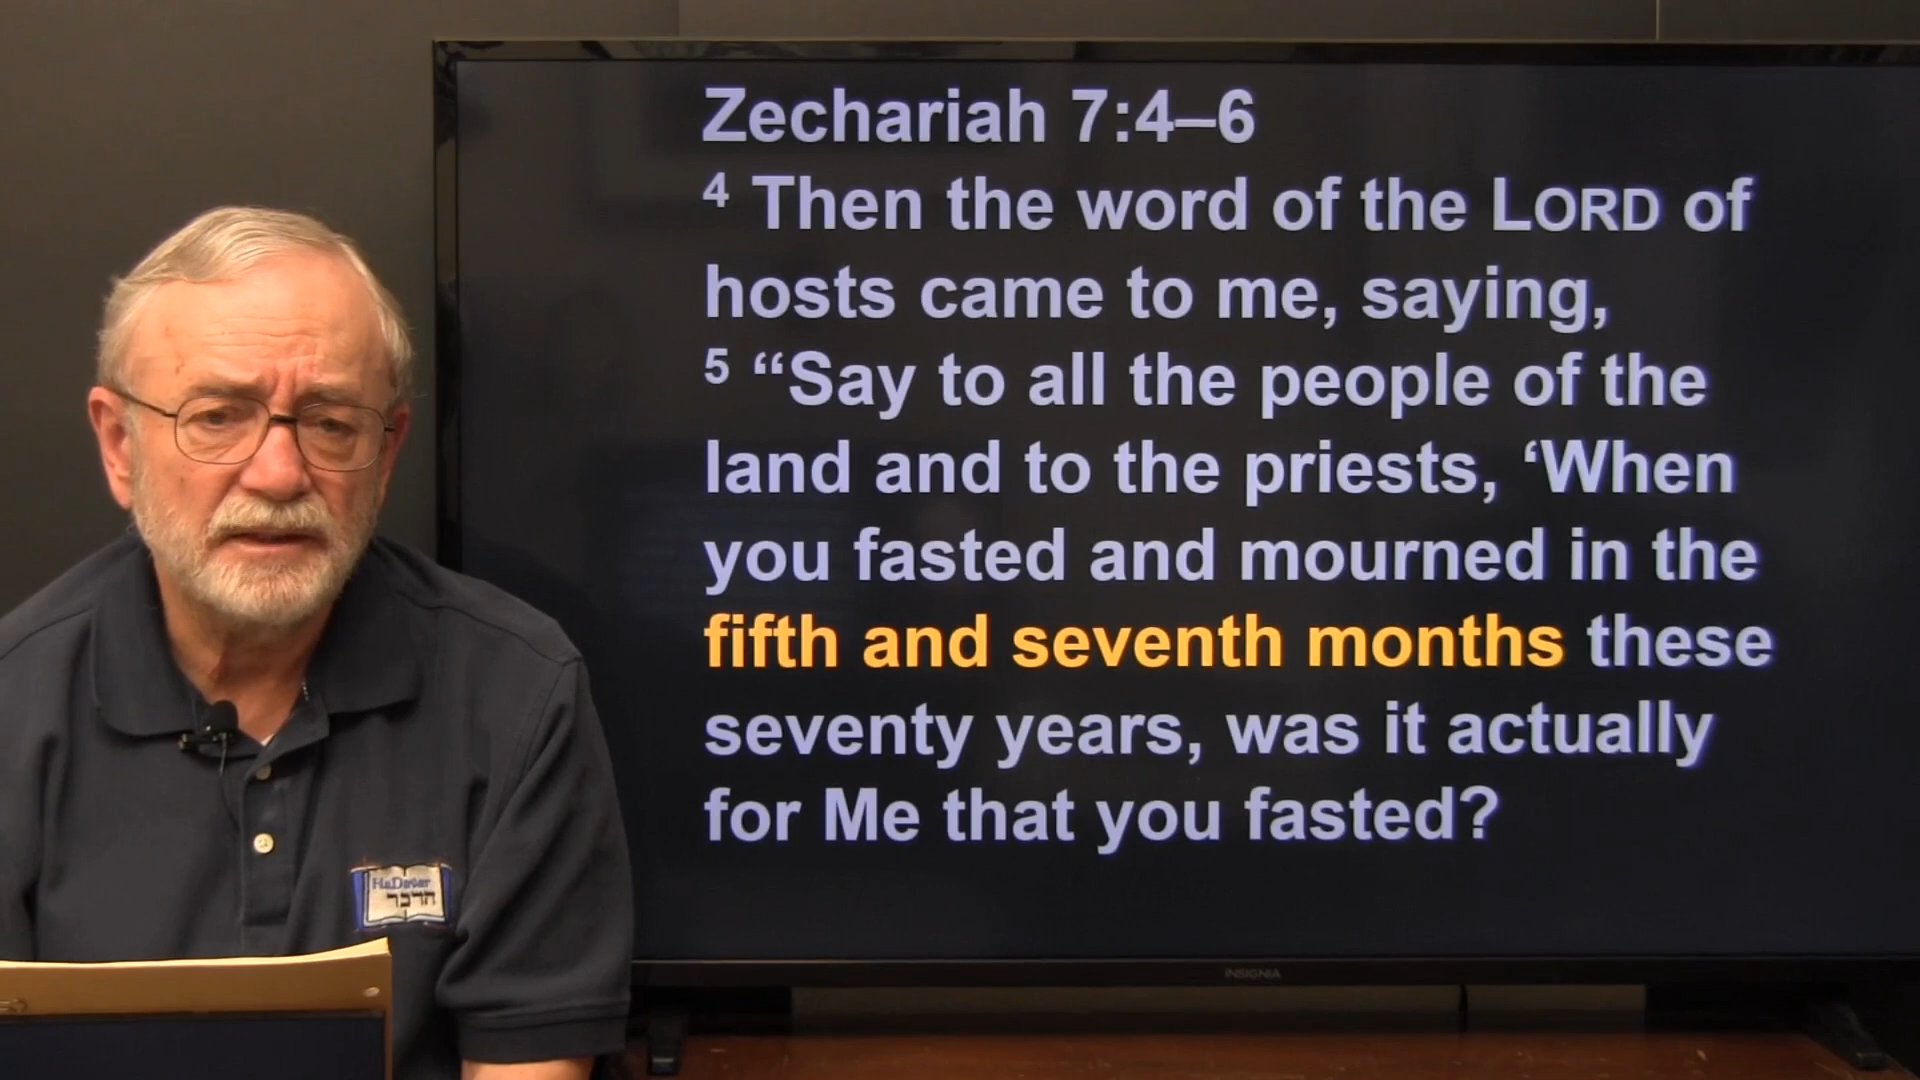 Zechariah 7:4–6
4 Then the word of the LORD of
hosts came to me, saying,
5 “Say to all the people of the
land and to the priests, ‘When
you fasted and mourned in the
fifth and seventh months these
seventy years, was it actually
for Me that you fasted?
HaDavar
הדבר
INSIGNIA